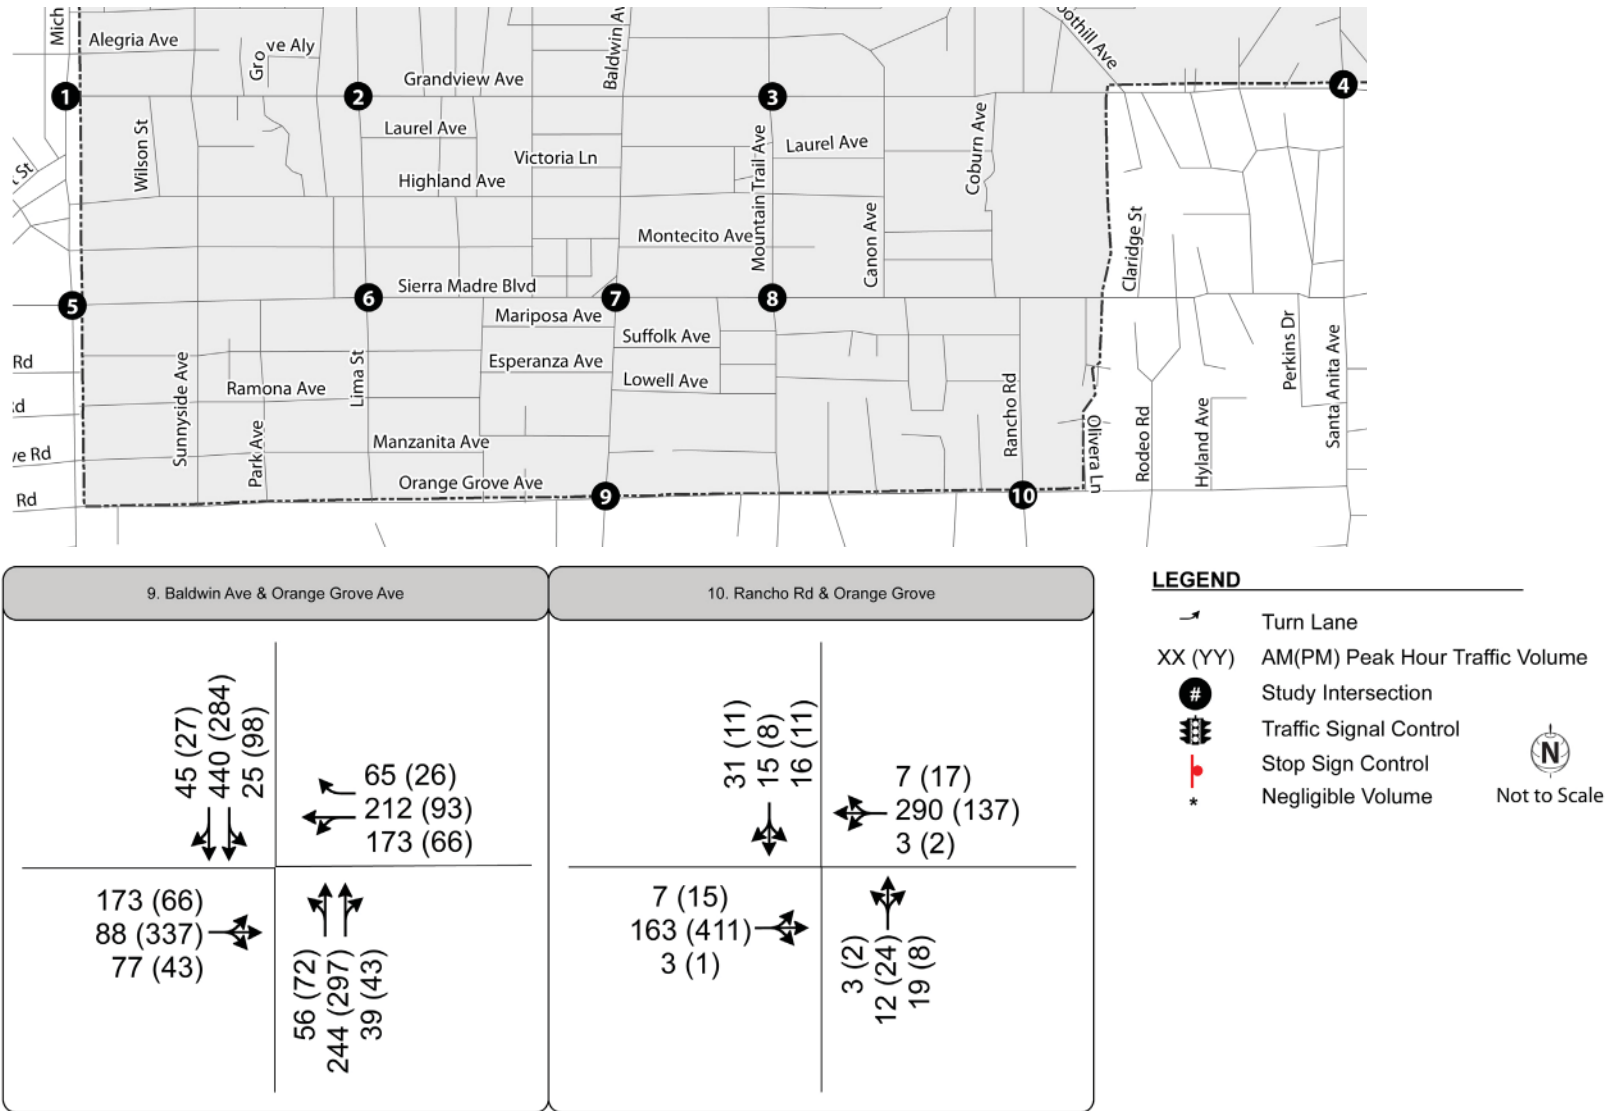 Mich
Alegria Ave
Grove Aly
Baldwin Av
oothill Ave
Grandview Ave
1
2
3
4
Laurel Ave
Wilson St
Victoria Ln
Mountain Trail Ave
Laurel Ave
Coburn Ave
t St
Highland Ave
Montecito Ave
Canon Ave
Claridge St
Sierra Madre Blvd
5
6
7
8
Mariposa Ave
Suffolk Ave
Rd
Sunnyside Ave
Lima St
Esperanza Ave
Lowell Ave
Perkins Dr
Santa Anita Ave
Ramona Ave
Rancho Rd
Rd
Park Ave
Manzanita Ave
Olivera Ln
Rodeo Rd
Hyland Ave
ve Rd
Orange Grove Ave
Rd
9
10
9. Baldwin Ave & Orange Grove Ave
45 (27)
440 (284)
25 (98)
65 (26)
212 (93)
173 (66)
173 (66)
88 (337)
77 (43)
56 (72)
244 (297)
39 (43)
10. Rancho Rd & Orange Grove
31 (11)
15 (8)
16 (11)
7 (17)
290 (137)
3 (2)
7 (15)
163 (411)
3 (1)
3 (2)
12 (24)
19 (8)
LEGEND
Turn Lane
XX (YY) AM(PM) Peak Hour Traffic Volume
# Study Intersection
Traffic Signal Control
Stop Sign Control
* Negligible Volume
N
Not to Scale